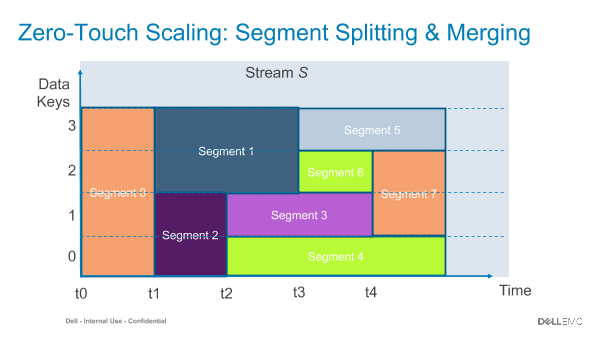 Zero-Touch Scaling: Segment Splitting & Merging
Stream S
Data
Keys
3
Segment 5
Segment 1
2
Segment 6
Segment 0
Segment 7
1
Segment 3
Segment 2
0
Segment 4
t0
t1
t2
t3
t4
Time
Dell - Internal Use - Confidential
DELLEMC